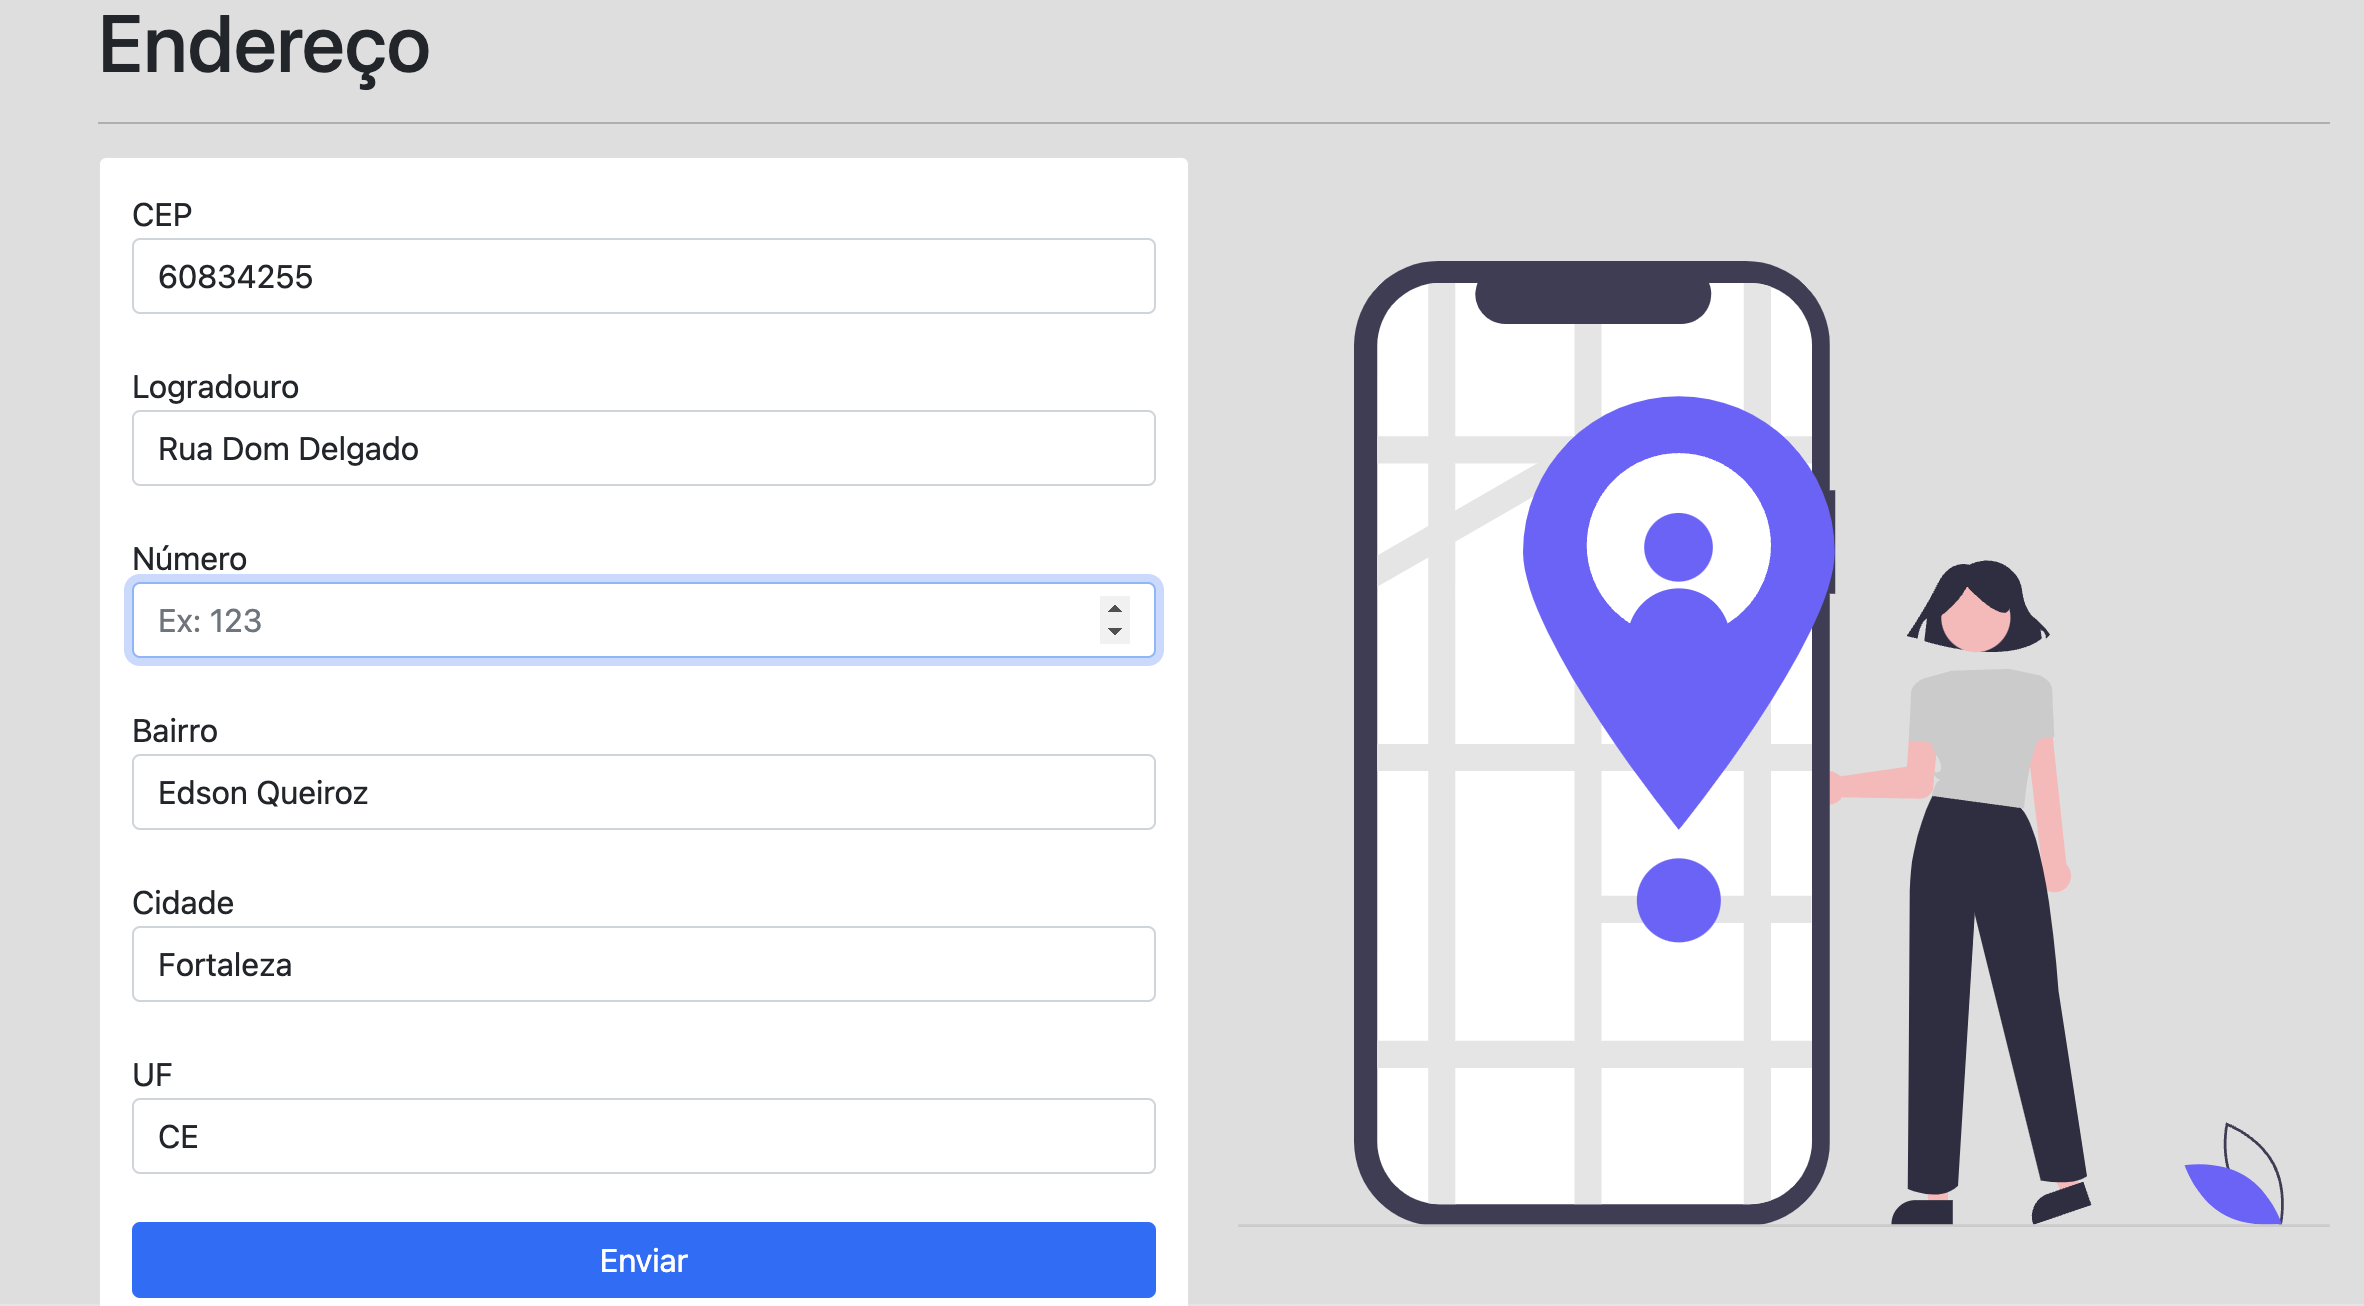 Endereço
CEP
60834255
Logradouro
Rua Dom Delgado
Número
Ex: 123
Bairro
Edson Queiroz
Cidade
Fortaleza
UF
CE
Enviar